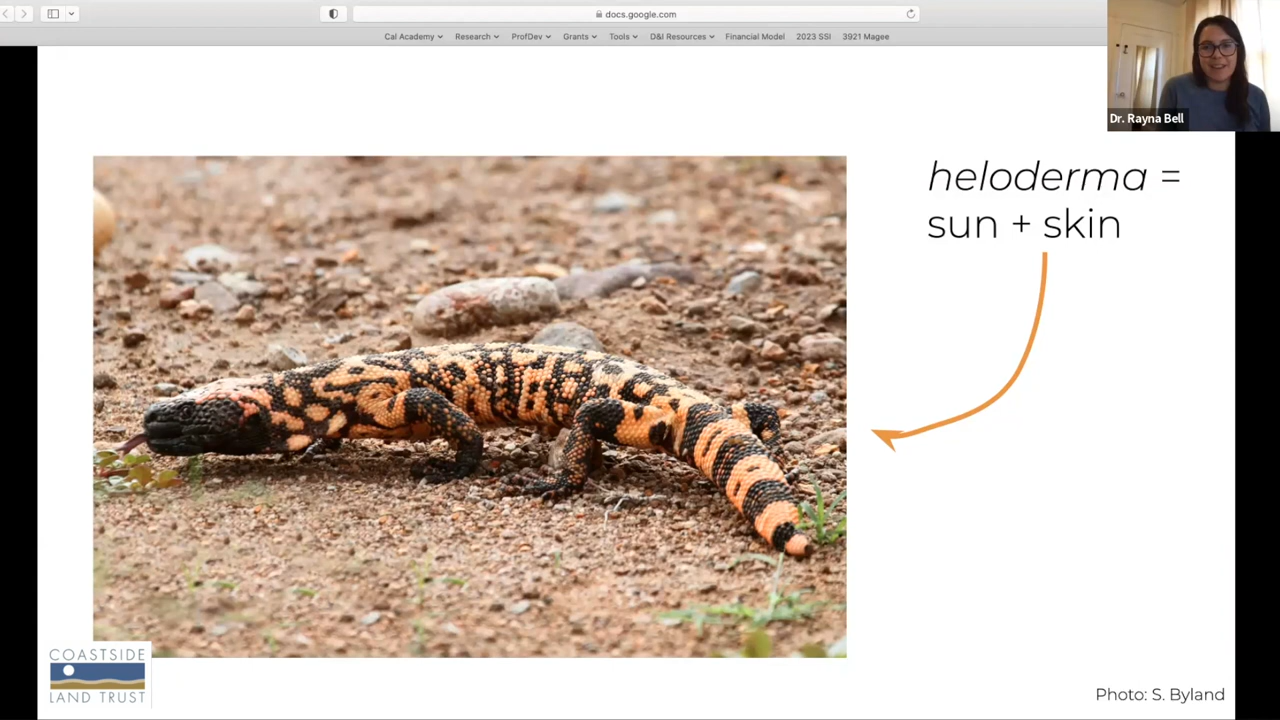 docs.google.com
Cal Academy Research ProfDev Grants Tools D&I Resources Financial Model 2023 SSI 3921 Magee
Dr. Rayna Bell
heloderma =
sun + skin
COASTSIDE
LAND TRUST
Photo: S. Byland